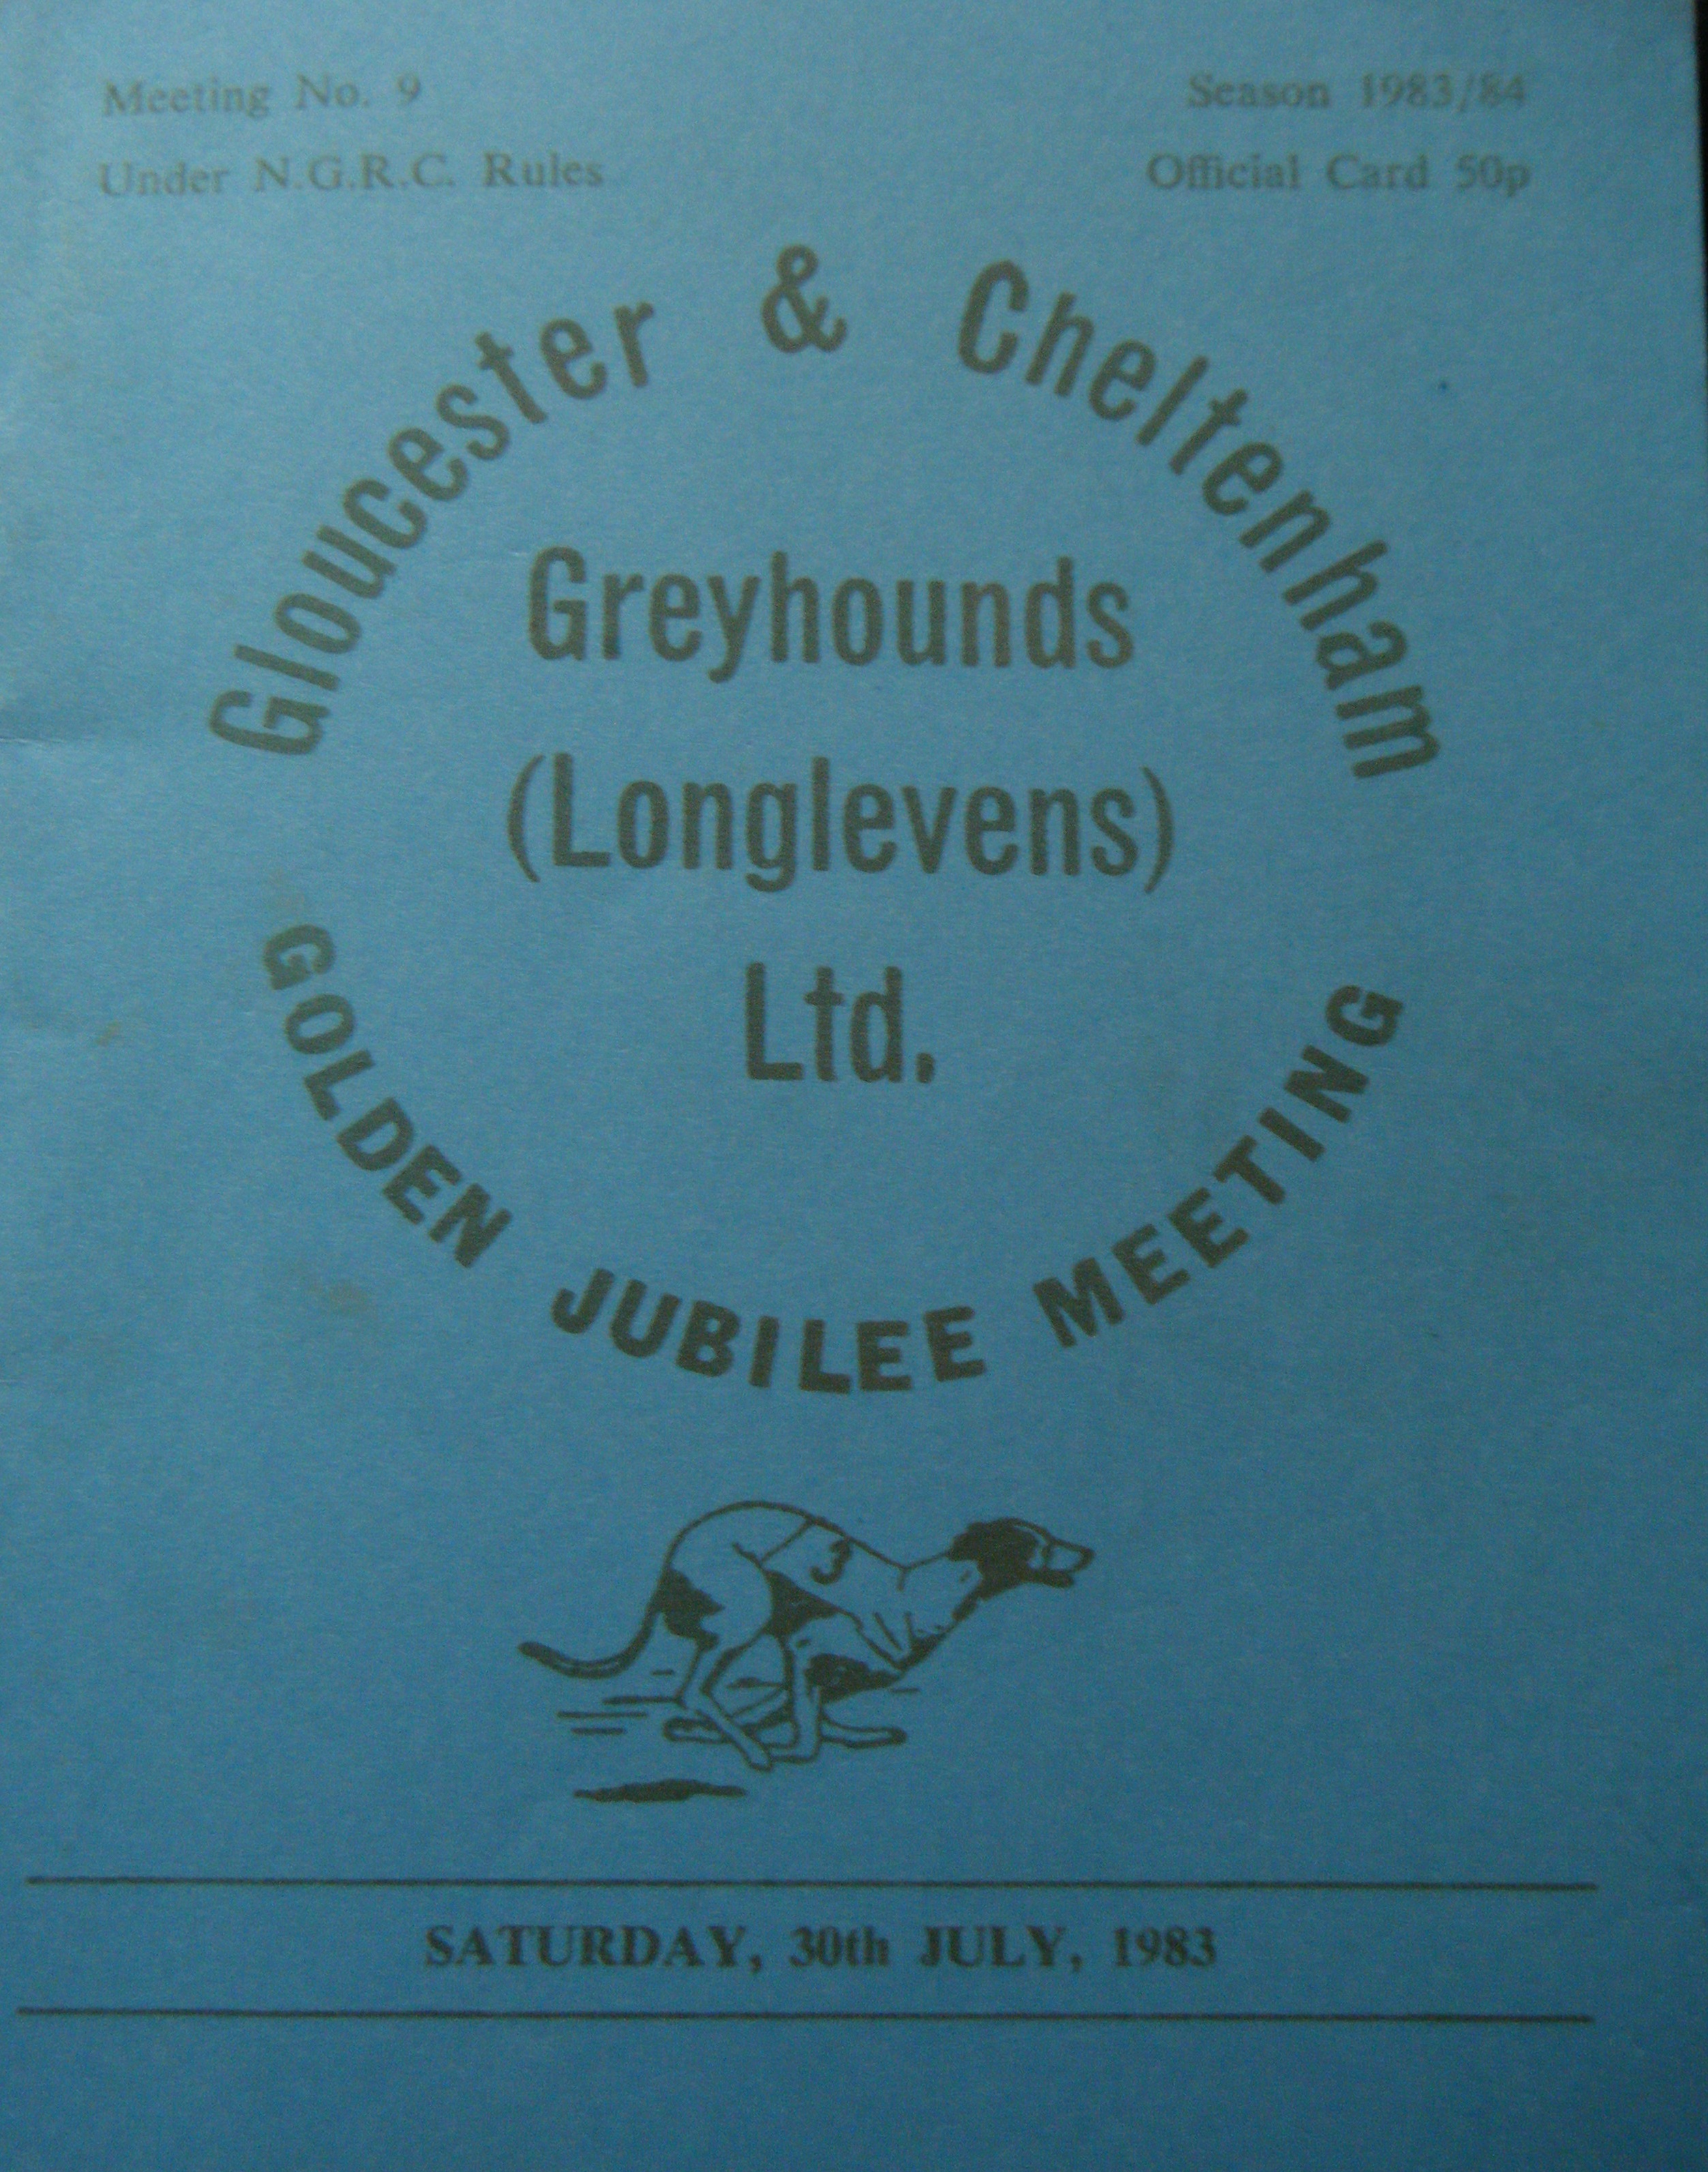 Meeting No. 9
Season 1983/84
Under N.G.R.C. Rules
Official Card 50p
Gloucester & Cheltenham
Greyhounds
(Longlevens)
Ltd.
GOLDEN JUBILEE MEETING
3
SATURDAY, 30th JULY, 1983